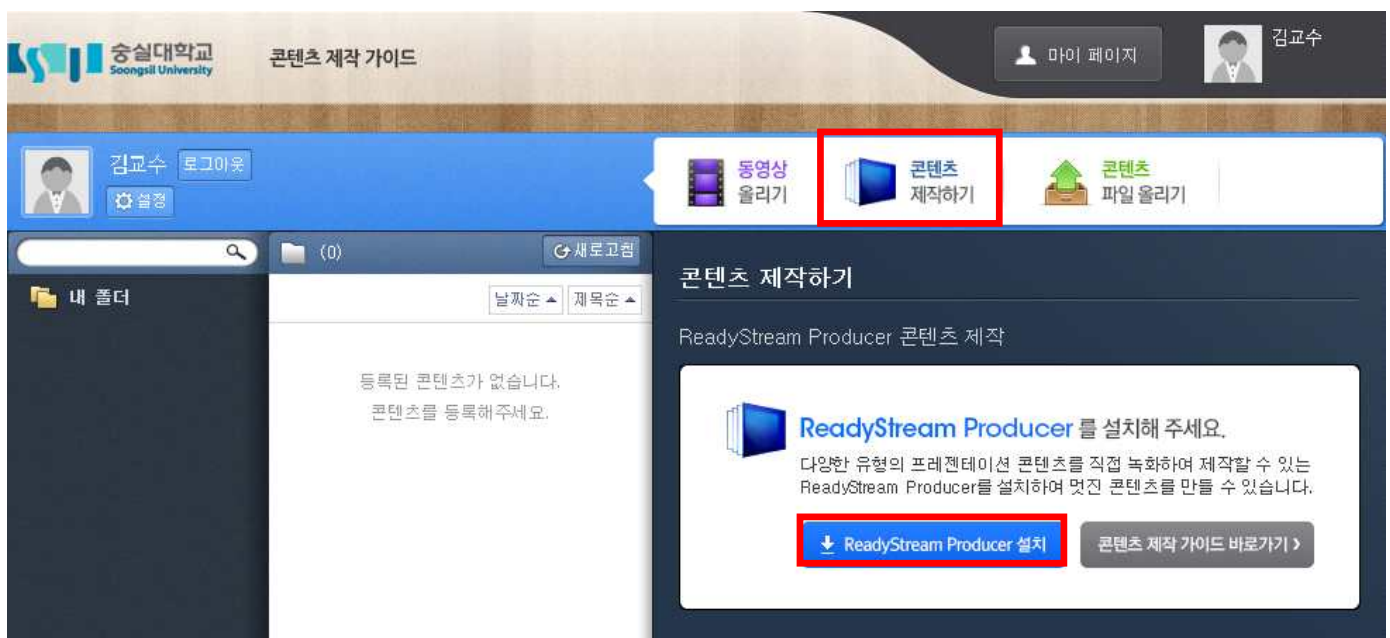 숭실대학교
Soongsil University
콘텐츠 제작 가이드
마이 페이지
김교수
김교수 로그아웃
설정
동영상
올리기
콘텐츠
제작하기
콘텐츠
파일 올리기
(0)
새로고침
내 폴더
날짜순 제목순
등록된 콘텐츠가 없습니다.
콘텐츠를 등록해주세요.
콘텐츠 제작하기
ReadyStream Producer 콘텐츠 제작
ReadyStream Producer 를 설치해 주세요.
다양한 유형의 프레젠테이션 콘텐츠를 직접 녹화하여 제작할 수 있는
ReadyStream Producer를 설치하여 멋진 콘텐츠를 만들 수 있습니다.
ReadyStream Producer 설치
콘텐츠 제작 가이드 바로가기 >